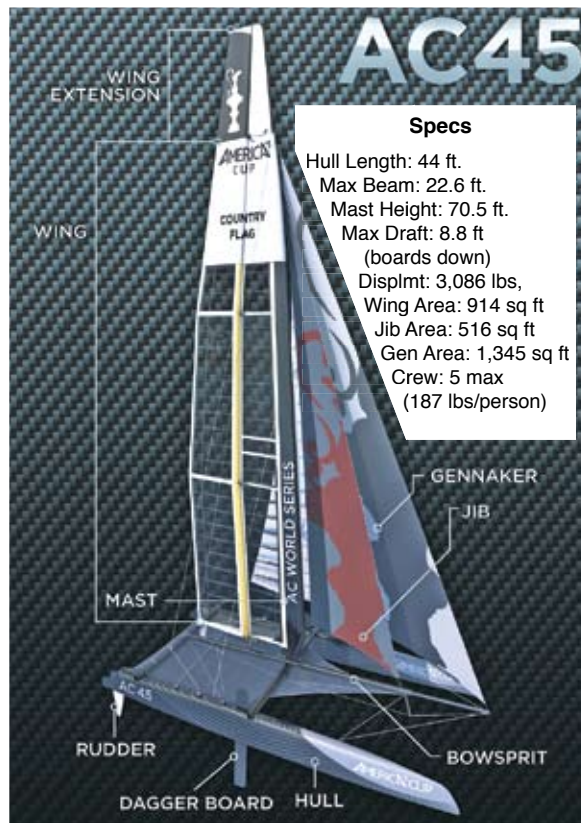 AC45
WING
EXTENSION
AMERICA'S
CUP
COUNTRY
FLAG
WING
Specs
Hull Length: 44 ft.
Max Beam: 22.6 ft.
Mast Height: 70.5 ft.
Max Draft: 8.8 ft
(boards down)
Displmt: 3,086 lbs,
Wing Area: 914 sq ft
Jib Area: 516 sq ft
Gen Area: 1,345 sq ft
Crew: 5 max
(187 lbs/person)
GENNAKER
JIB
AC WORLD SERIES
MAST
AC45
RUDDER
BOWSPRIT
AMERICA'S CUP
DAGGER BOARD
HULL